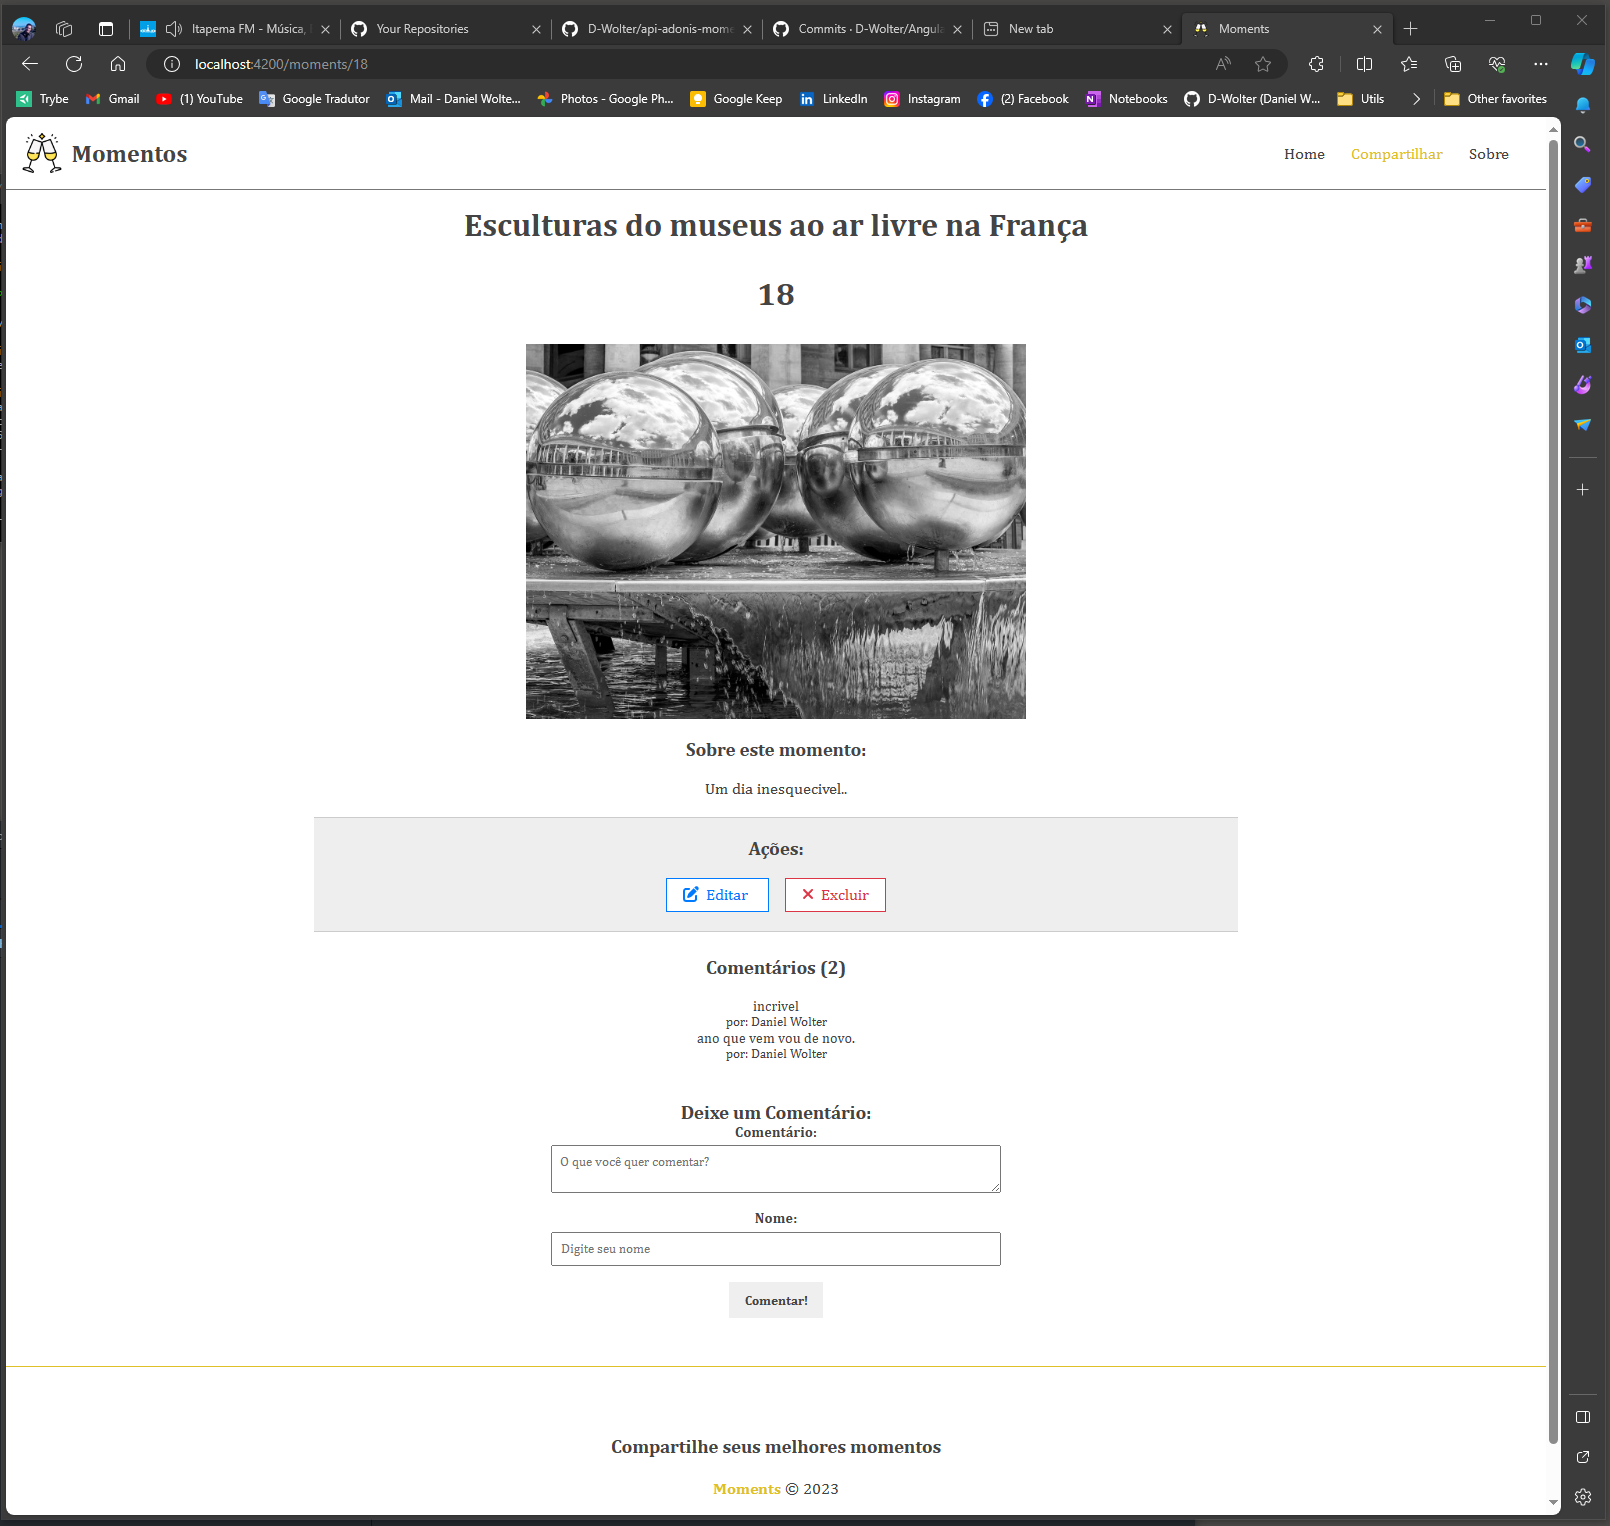 Itapema FM - Música,
Your Repositories
D-Wolter/api-adonis-mome
Commits · D-Wolter/Angula
New tab
Moments
localhost:4200/moments/18
Trybe
Gmail
(1) YouTube
Google Tradutor
Mail - Daniel Wolte...
Photos - Google Ph...
Google Keep
LinkedIn
Instagram
(2) Facebook
Notebooks
D-Wolter (Daniel W...
Utils
Other favorites
Momentos
Home
Compartilhar
Sobre
Esculturas do museus ao ar livre na França
18
Sobre este momento:
Um dia inesquecivel..
Ações:
Editar
Excluir
Comentários (2)
incrivel
por: Daniel Wolter
ano que vem vou de novo.
por: Daniel Wolter
Deixe um Comentário:
Comentário:
O que você quer comentar?
Nome:
Digite seu nome
Comentar!
Compartilhe seus melhores momentos
Moments © 2023